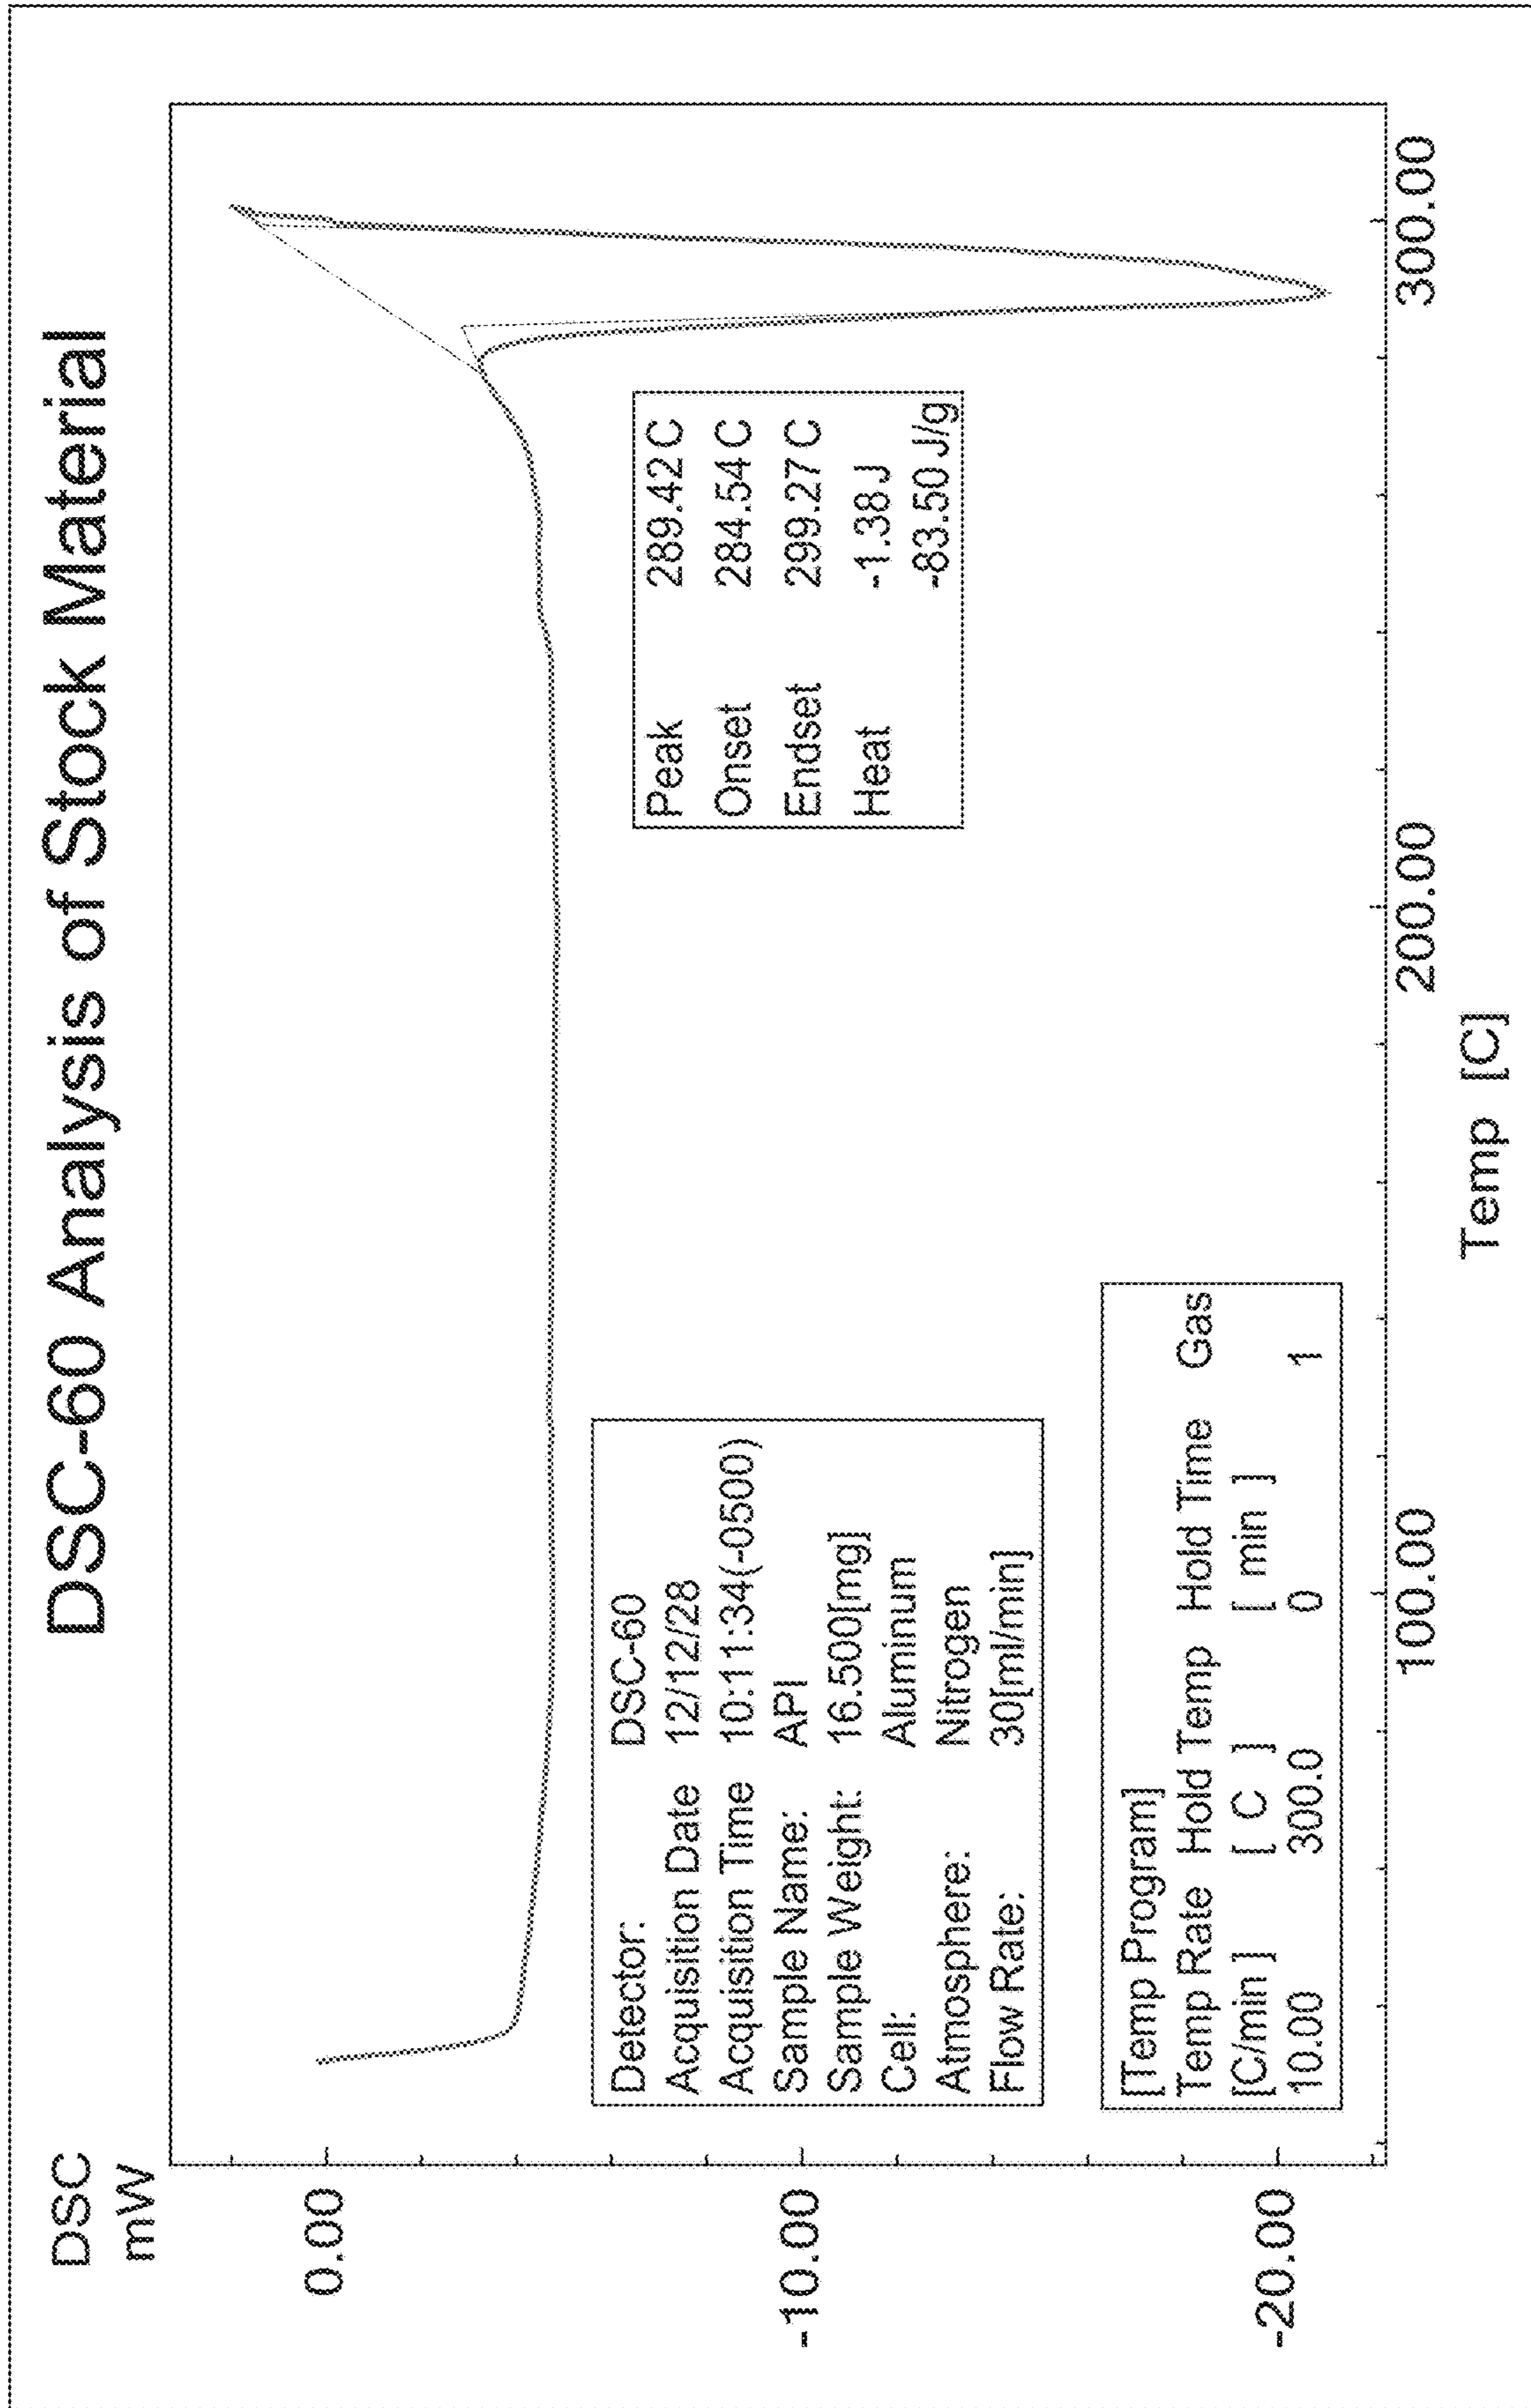 DSC-60 Analysis of Stock Material
DSC
mW
0.00
-10.00
-20.00
Peak 289.42 C
Onset 284.54 C
Endset 299.27 C
Heat -1.38 J
-83.50 J/g
Detector: DSC-60
Acquisition Date 12/12/28
Acquisition Time 10:11:34(-0500)
Sample Name: API
Sample Weight: 16.500[mg]
Cell: Aluminum
Atmosphere: Nitrogen
Flow Rate: 30[ml/min]
[Temp Program]
Temp Rate Hold Temp Hold Time Gas
[C/min ] [ C ] [ min ]
10.00 300.0 0 1
100.00 200.00 300.00
Temp [C]